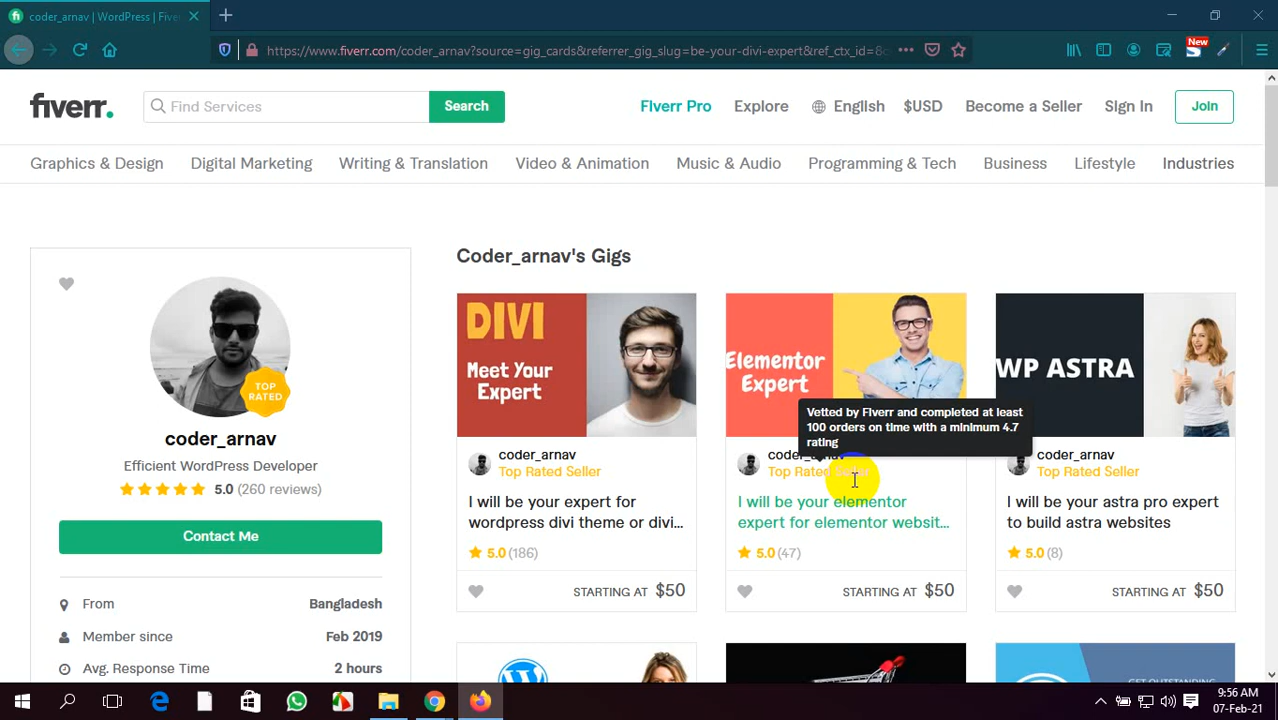 coder_arnav | WordPress | Five
https://www.fiverr.com/coder_arnav?source=gig_cards&referrer_gig_slug=be-your-divi-expert&ref_ctx_id=8
New
fiverr.
Find Services
Search
Fiverr Pro
Explore
English
$USD
Become a Seller
Sign In
Join
Graphics & Design
Digital Marketing
Writing & Translation
Video & Animation
Music & Audio
Programming & Tech
Business
Lifestyle
Industries
TOP
RATED
coder_arnav
Efficient WordPress Developer
5.0 (260 reviews)
Contact Me
From Bangladesh
Member since Feb 2019
Avg. Response Time 2 hours
Coder_arnav's Gigs
DIVI
Meet Your
Expert
coder_arnav
Top Rated Seller
I will be your expert for
wordpress divi theme or divi...
5.0 (186)
STARTING AT $50
Elementor
Expert
Vetted by Fiverr and completed at least
100 orders on time with a minimum 4.7
rating
coder_arnav
Top Rated Seller
I will be your elementor
expert for elementor websit...
5.0 (47)
STARTING AT $50
WP ASTRA
coder_arnav
Top Rated Seller
I will be your astra pro expert
to build astra websites
5.0 (8)
STARTING AT $50
GET OUTSTANDING
9:56 AM
07-Feb-21